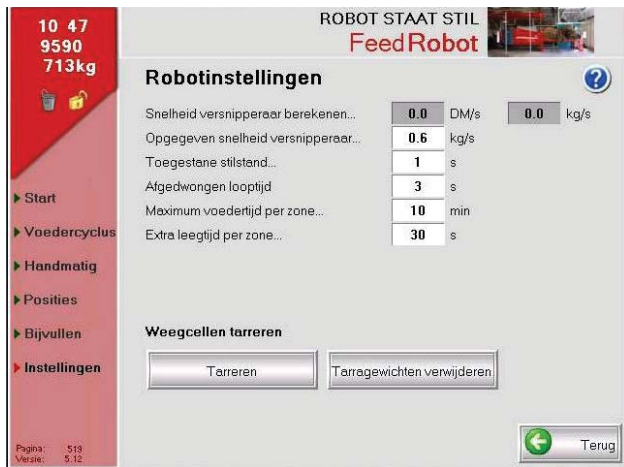 10 47
9590
713kg
ROBOT STAAT STIL
FeedRobot
Robotinstellingen
?
Snelheid versnipperaar berekenen... 0.0 DM/s 0.0 kg/s
Opgegeven snelheid versnipperaar... 0.6 kg/s
Toegestane stilstand... 1 s
Afgedwongen looptijd 3 s
Maximum voedertijd per zone... 10 min
Extra leegtijd per zone... 30 s
Start
Voedercyclus
Handmatig
Posities
Bijvullen
Instellingen
Weegcellen tarreren
Tarreren
Tarragewichten verwijderen
Pagina: 519
Versie: 5.12
Terug